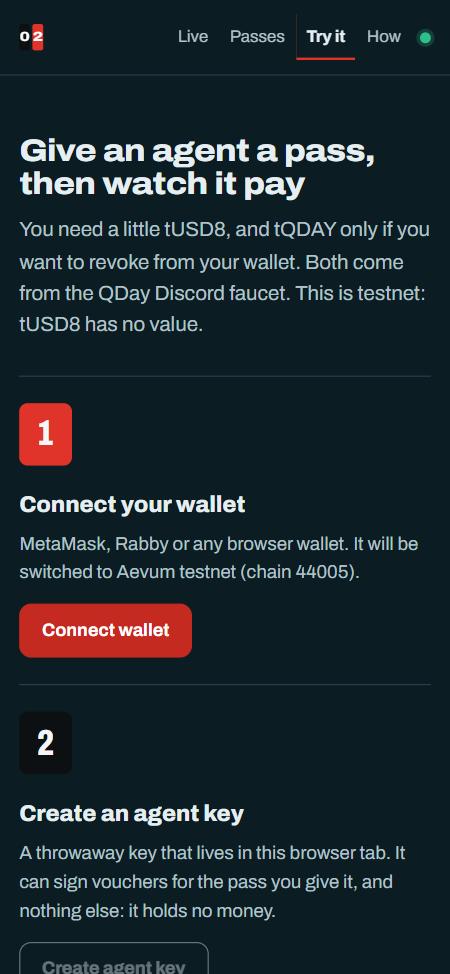 02
Live Passes Try it How
Give an agent a pass,
then watch it pay
You need a little tUSD8, and tQDAY only if you
want to revoke from your wallet. Both come
from the QDay Discord faucet. This is testnet:
tUSD8 has no value.
1
Connect your wallet
MetaMask, Rabby or any browser wallet. It will be
switched to Aevum testnet (chain 44005).
Connect wallet
2
Create an agent key
A throwaway key that lives in this browser tab. It
can sign vouchers for the pass you give it, and
nothing else: it holds no money.
Create agent key